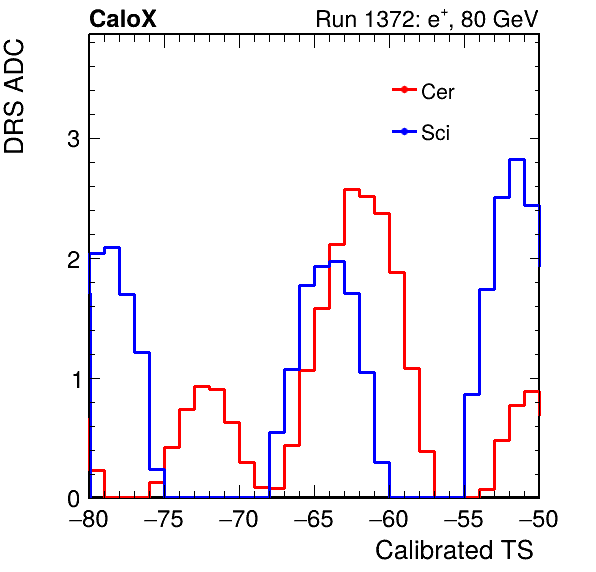 CaloX Run 1372: e⁺, 80 GeV
DRS ADC
Cer
Sci
3
2
1
0
−80 −75 −70 −65 −60 −55 −50
Calibrated TS